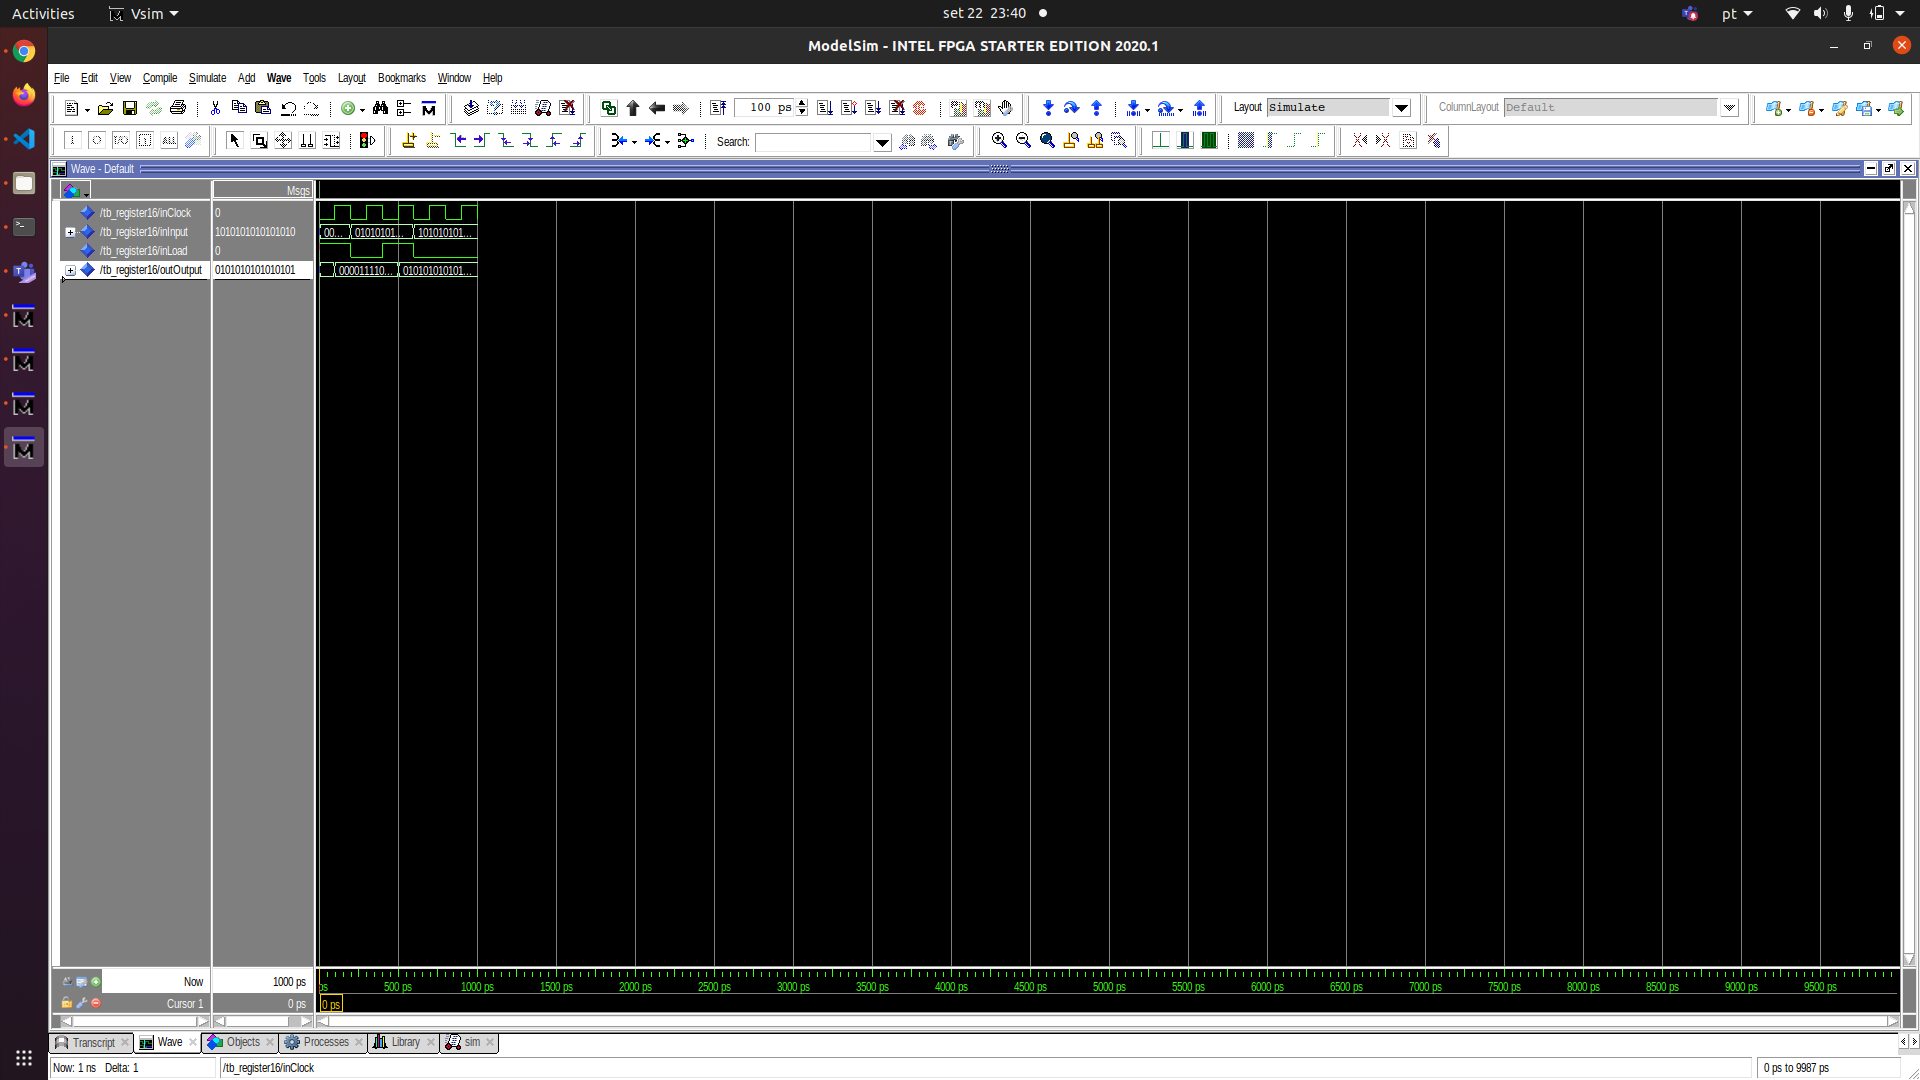 Activities Vsim set 22 23:40 pt
ModelSim - INTEL FPGA STARTER EDITION 2020.1
File Edit View Compile Simulate Add Wave Tools Layout Bookmarks Window Help
100 ps Layout Simulate ColumnLayout Default
Search:
Wave - Default
Msgs
/tb_register16/inClock 0
/tb_register16/inInput 1010101010101010 00... 01010101... 101010101...
/tb_register16/inLoad 0
/tb_register16/outOutput 0101010101010101 000011110... 010101010101...
Now 1000 ps ps 500 ps 1000 ps 1500 ps 2000 ps 2500 ps 3000 ps 3500 ps 4000 ps 4500 ps 5000 ps 5500 ps 6000 ps 6500 ps 7000 ps 7500 ps 8000 ps 8500 ps 9000 ps 9500 ps
Cursor 1 0 ps 0 ps
Transcript Wave Objects Processes Library sim
Now: 1 ns Delta: 1 /tb_register16/inClock 0 ps to 9987 ps